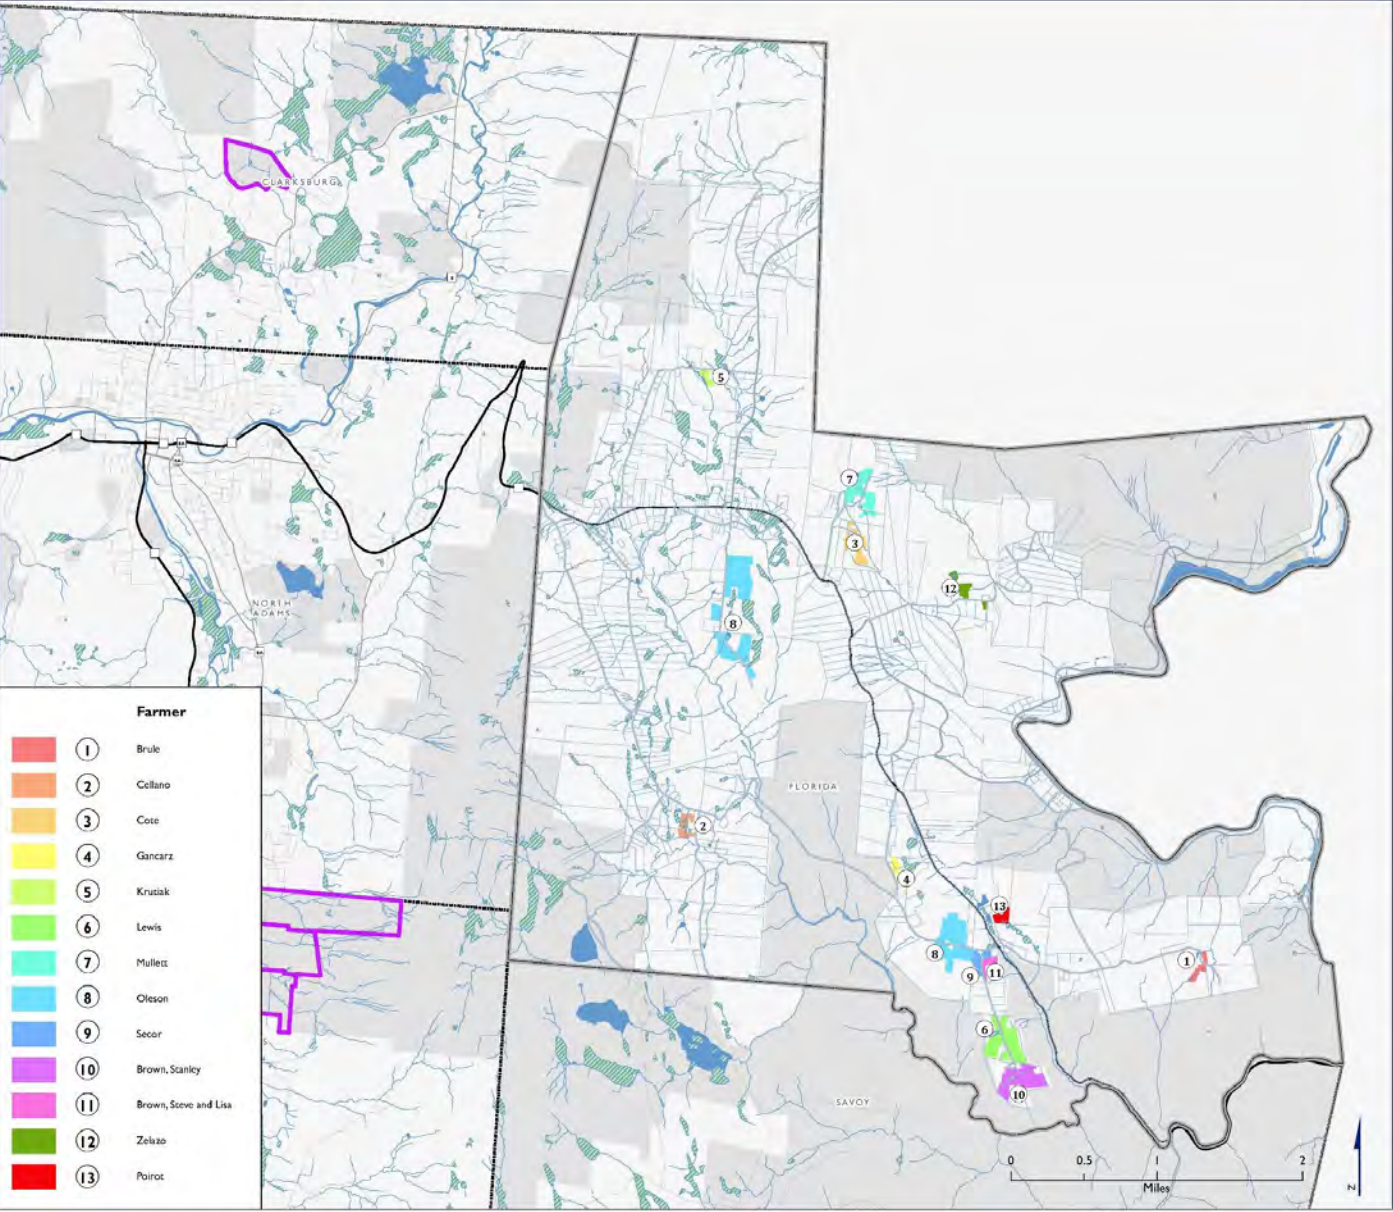 CLARKSBURG
8
5
7
3
NORTH
ADAMS
12
8
FLORIDA
2
4
13
8
9
11
1
6
10
SAVOY
Farmer
1 Brule
2 Cellano
3 Cote
4 Gancarz
5 Krutiak
6 Lewis
7 Mullett
8 Oleson
9 Secor
10 Brown, Stanley
11 Brown, Steve and Lisa
12 Zelazo
13 Poirot
0 0.5 1 2
Miles
N